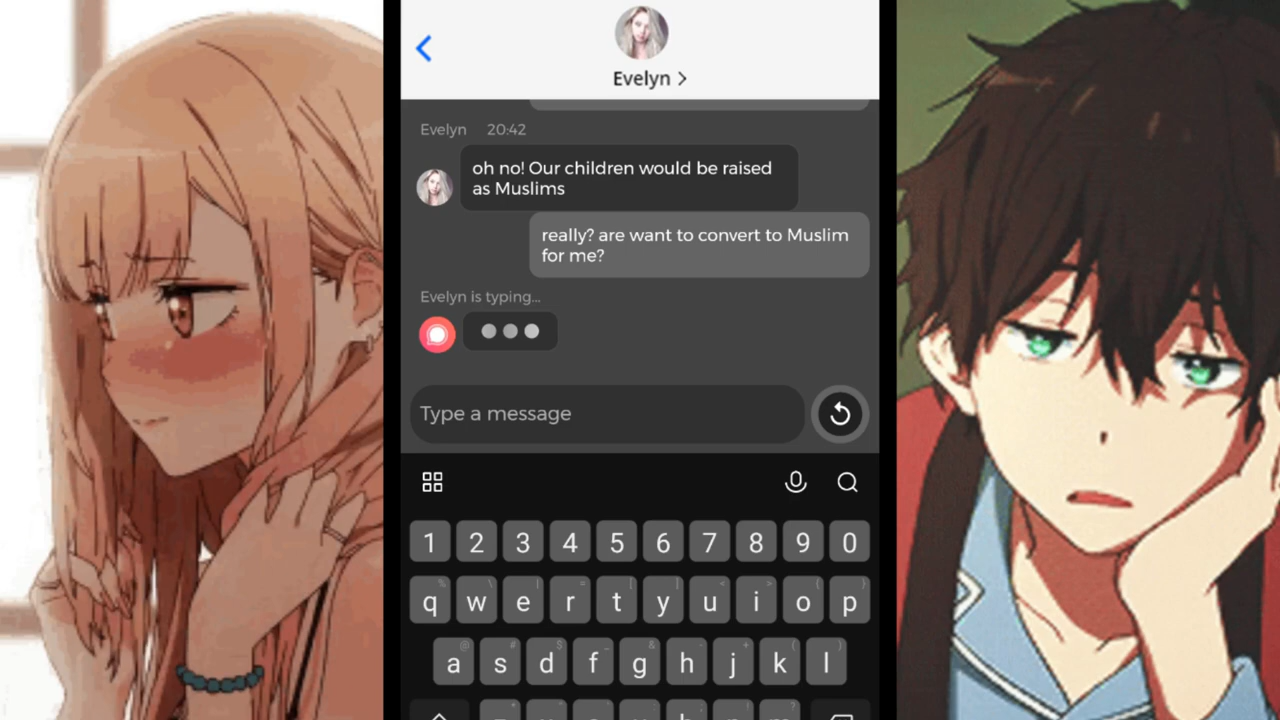 Evelyn
Evelyn 20:42
oh no! Our children would be raised
as Muslims
really? are want to convert to Muslim
for me?
Evelyn is typing...
Type a message
1 2 3 4 5 6 7 8 9 0
q w e r t y u i o p
a s d f g h j k l